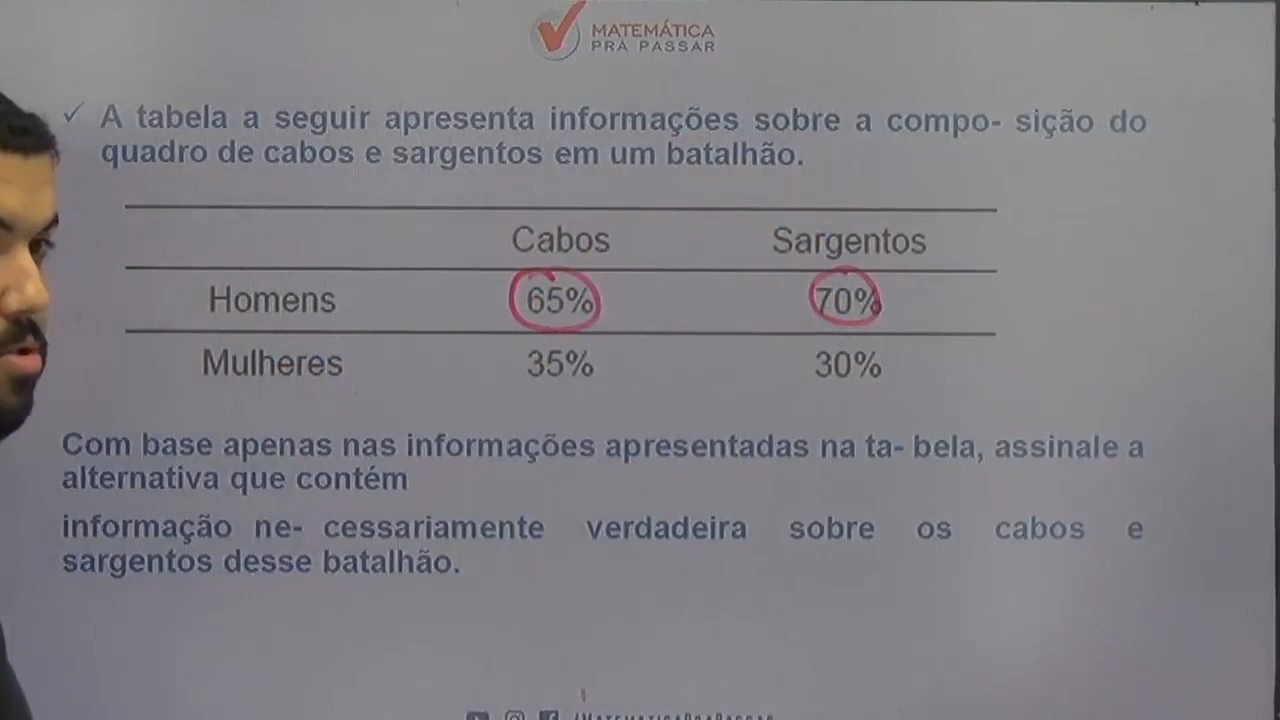 MATEMÁTICA
PRA PASSAR
✓ A tabela a seguir apresenta informações sobre a compo- sição do
quadro de cabos e sargentos em um batalhão.
Cabos Sargentos
Homens 65% 70%
Mulheres 35% 30%
Com base apenas nas informações apresentadas na ta- bela, assinale a
alternativa que contém
informação ne- cessariamente verdadeira sobre os cabos e
sargentos desse batalhão.
/MATEMATICAPRAPASSAR